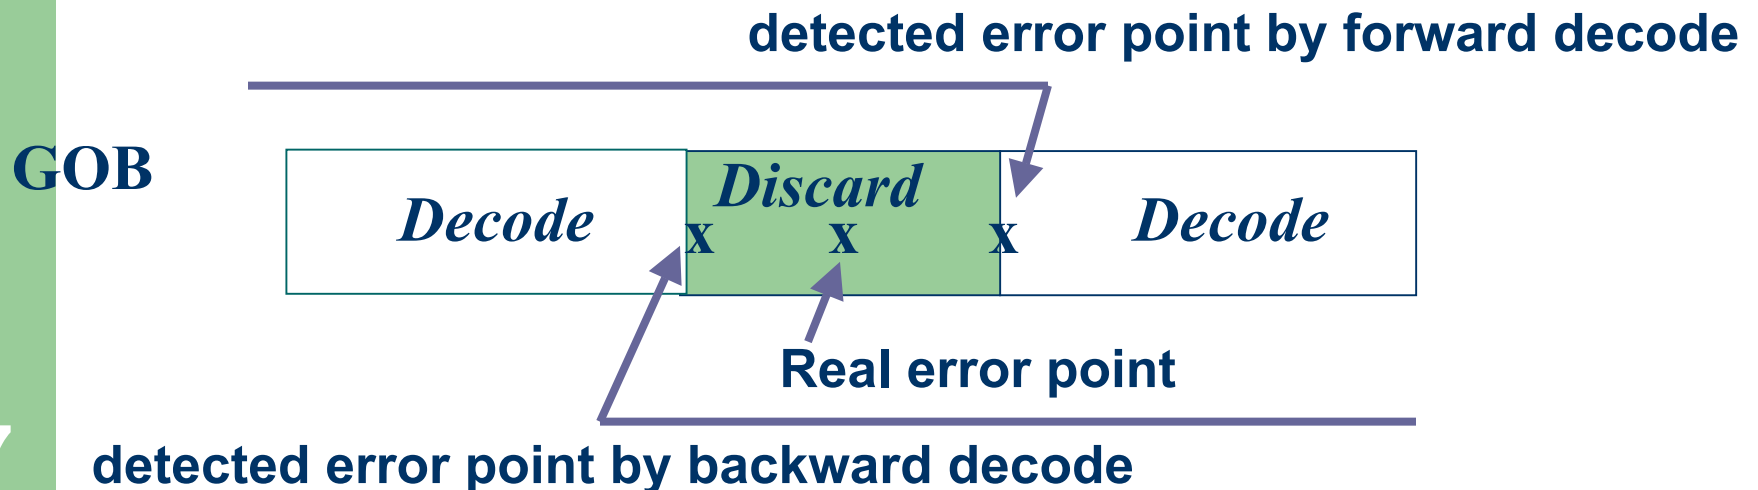 detected error point by forward decode
GOB
Discard
Decode
Decode
x x x
Real error point
detected error point by backward decode